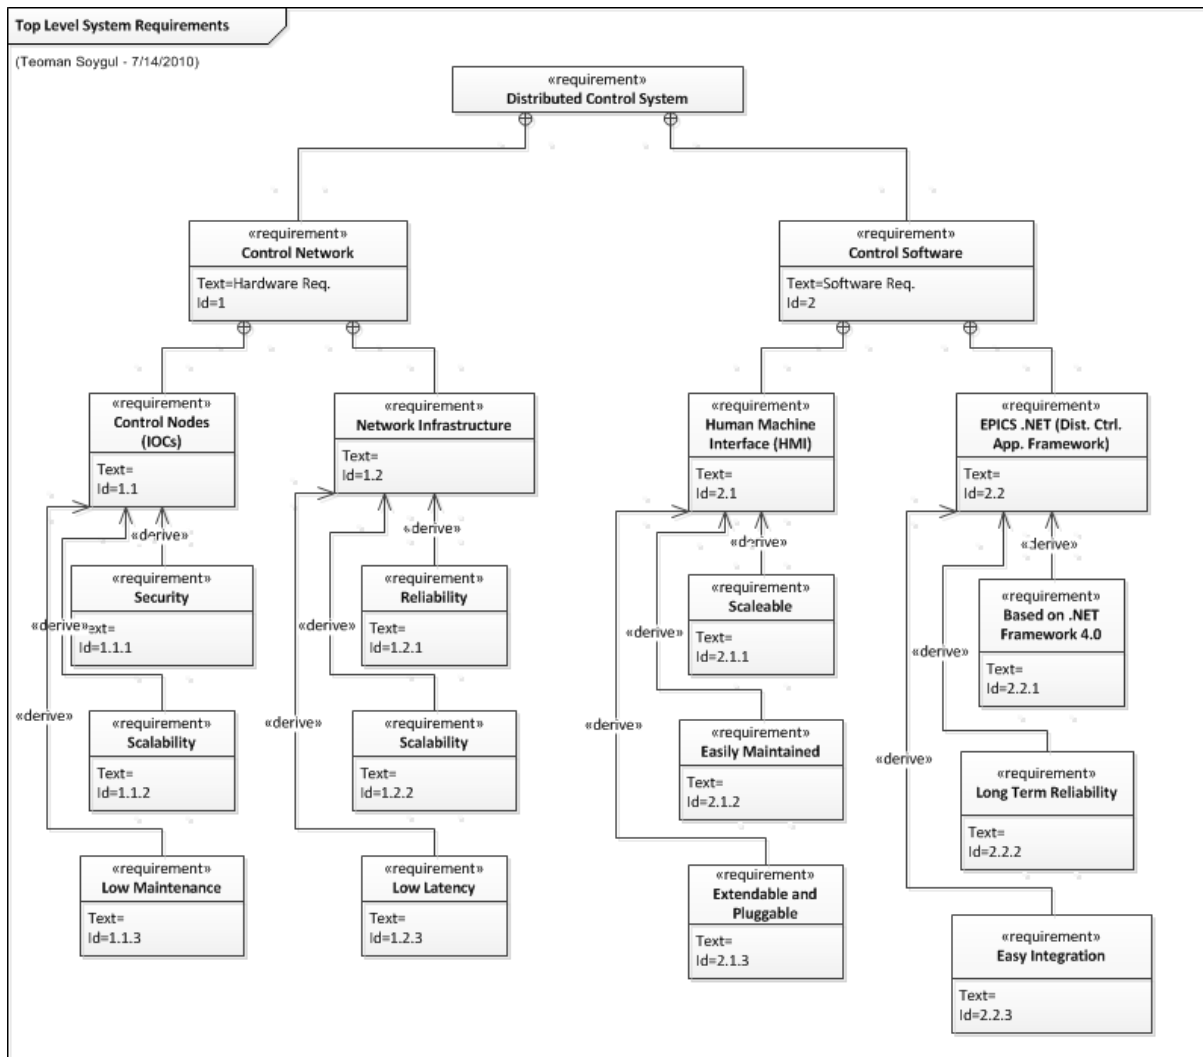 Top Level System Requirements
(Teoman Soygul - 7/14/2010)
«requirement»
Distributed Control System
«requirement»
Control Network
Text=Hardware Req.
Id=1
«requirement»
Control Software
Text=Software Req.
Id=2
«requirement»
Control Nodes
(IOCs)
Text=
Id=1.1
«requirement»
Network Infrastructure
Text=
Id=1.2
«requirement»
Human Machine
Interface (HMI)
Text=
Id=2.1
«requirement»
EPICS .NET (Dist. Ctrl.
App. Framework)
Text=
Id=2.2
«derive»
«derive»
«derive»
«derive»
«requirement»
Security
Text=
Id=1.1.1
«derive»
«requirement»
Reliability
Text=
Id=1.2.1
«derive»
«requirement»
Scaleable
Text=
Id=2.1.1
«derive»
«requirement»
Based on .NET
Framework 4.0
Text=
Id=2.2.1
«derive»
«derive»
«requirement»
Scalability
Text=
Id=1.1.2
«derive»
«requirement»
Scalability
Text=
Id=1.2.2
«derive»
«requirement»
Easily Maintained
Text=
Id=2.1.2
«derive»
«requirement»
Long Term Reliability
Text=
Id=2.2.2
«requirement»
Low Maintenance
Text=
Id=1.1.3
«requirement»
Low Latency
Text=
Id=1.2.3
«requirement»
Extendable and
Pluggable
Text=
Id=2.1.3
«requirement»
Easy Integration
Text=
Id=2.2.3